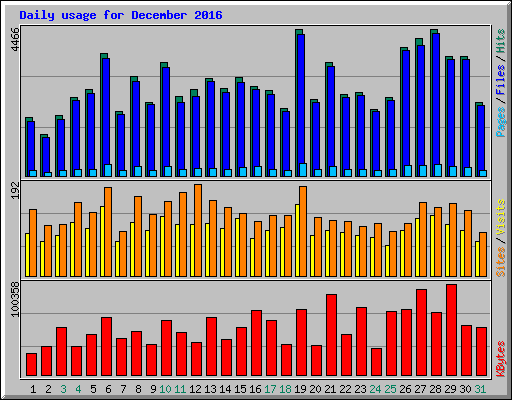 Daily usage for December 2016
4466
Pages / Files / Hits
192
Sites / Visits
100358
KBytes
1 2 3 4 5 6 7 8 9 10 11 12 13 14 15 16 17 18 19 20 21 22 23 24 25 26 27 28 29 30 31